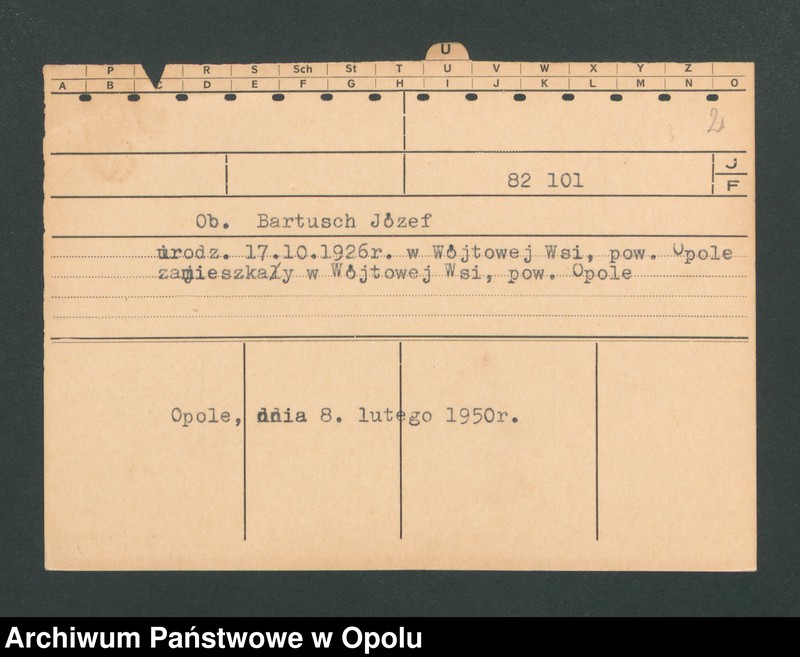 U
P R S Sch St T U V W X Y Z
A B C D E F G H I J K L M N O
2
82 101
J
F
Ob. Bartusch Józef
urodz. 17.10.1926r. w Wójtowej Wsi, pow. Opole
zamieszkały w Wójtowej Wsi, pow. Opole
Opole, dnia 8. lutego 1950r.
Archiwum Państwowe w Opolu